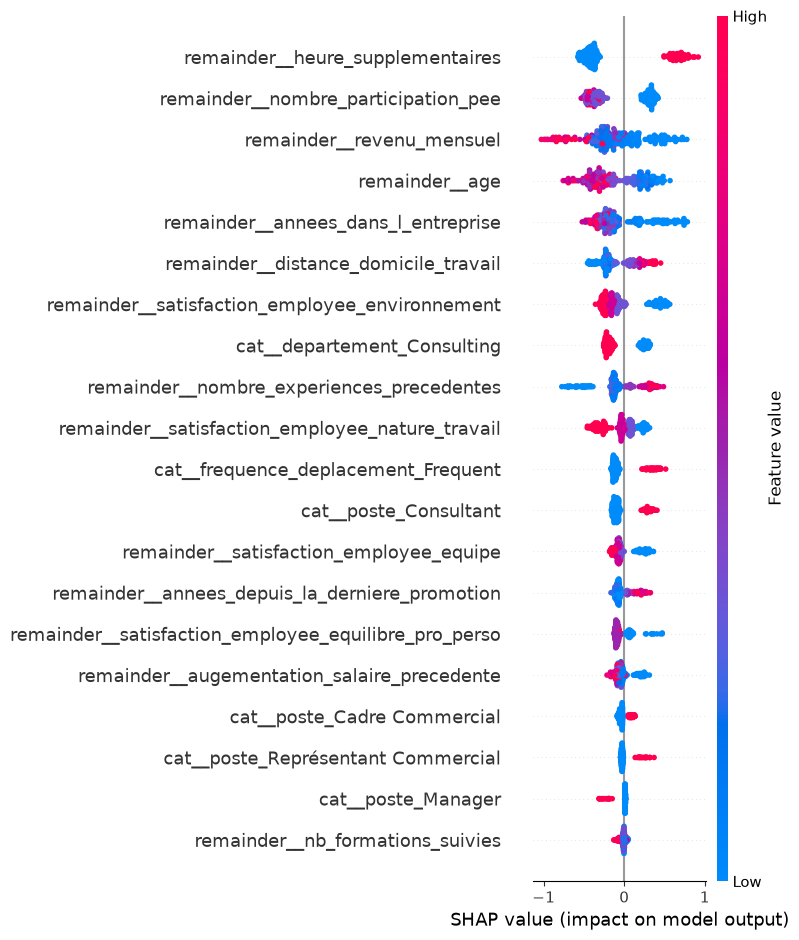 High
remainder__heure_supplementaires
remainder__nombre_participation_pee
remainder__revenu_mensuel
remainder__age
remainder__annees_dans_l_entreprise
remainder__distance_domicile_travail
remainder__satisfaction_employee_environnement
cat__departement_Consulting
remainder__nombre_experiences_precedentes
remainder__satisfaction_employee_nature_travail
cat__frequence_deplacement_Frequent
cat__poste_Consultant
remainder__satisfaction_employee_equipe
remainder__annees_depuis_la_derniere_promotion
remainder__satisfaction_employee_equilibre_pro_perso
remainder__augementation_salaire_precedente
cat__poste_Cadre Commercial
cat__poste_Représentant Commercial
cat__poste_Manager
remainder__nb_formations_suivies
Feature value
Low
−1 0 1
SHAP value (impact on model output)